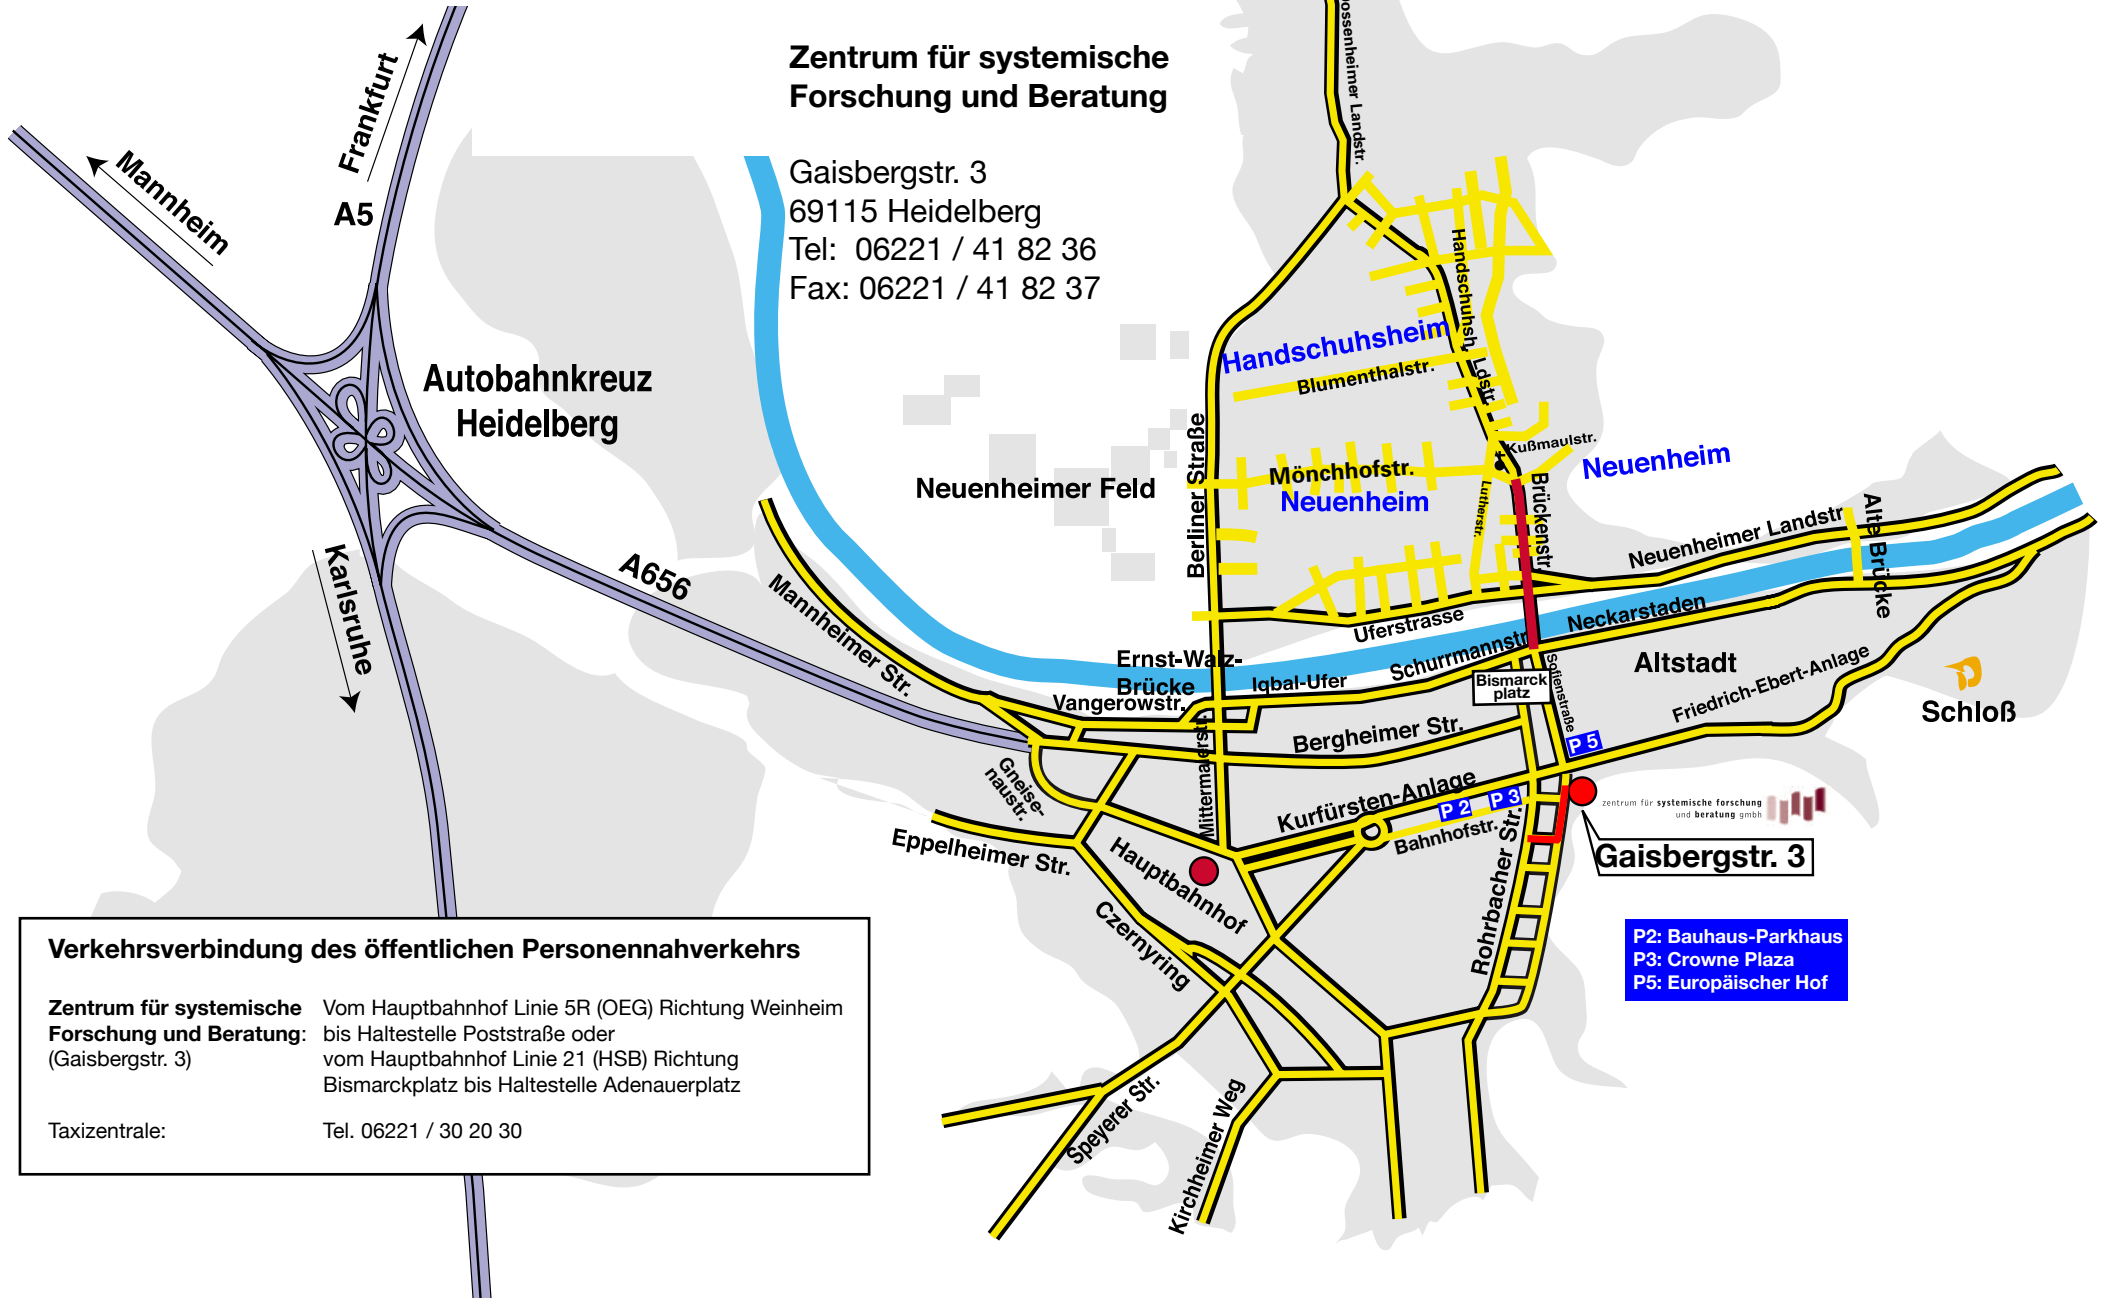 Zentrum für systemische
Forschung und Beratung
Gaisbergstr. 3
69115 Heidelberg
Tel: 06221 / 41 82 36
Fax: 06221 / 41 82 37
Mannheim
Frankfurt
A5
Autobahnkreuz
Heidelberg
Karlsruhe
A656
Dossenheimer Landstr.
Handschuhsh. Ldstr.
Handschuhsheim
Blumenthalstr.
Kußmaulstr.
Neuenheim
Mönchhofstr.
Neuenheim
Neuenheimer Feld
Berliner Straße
Lutherstr.
Brückenstr.
Neuenheimer Landstr.
Alte Brücke
Uferstrasse
Neckarstaden
Mannheimer Str.
Ernst-Walz-
Brücke
Vangerowstr.
Iqbal-Ufer
Schurrmannstr.
Bismarck
platz
Sofienstraße
Altstadt
Friedrich-Ebert-Anlage
Schloß
Bergheimer Str.
Mittermaierstr.
Gneise-
naustr.
P 5
Kurfürsten-Anlage
P 2
P 3
Bahnhofstr.
zentrum für systemische forschung
und beratung gmbh
Gaisbergstr. 3
Eppelheimer Str.
Hauptbahnhof
Czernyring
Rohrbacher Str.
P2: Bauhaus-Parkhaus
P3: Crowne Plaza
P5: Europäischer Hof
Speyerer Str.
Kirchheimer Weg
Verkehrsverbindung des öffentlichen Personennahverkehrs
Zentrum für systemische Vom Hauptbahnhof Linie 5R (OEG) Richtung Weinheim
Forschung und Beratung: bis Haltestelle Poststraße oder
(Gaisbergstr. 3) vom Hauptbahnhof Linie 21 (HSB) Richtung
Bismarckplatz bis Haltestelle Adenauerplatz
Taxizentrale: Tel. 06221 / 30 20 30